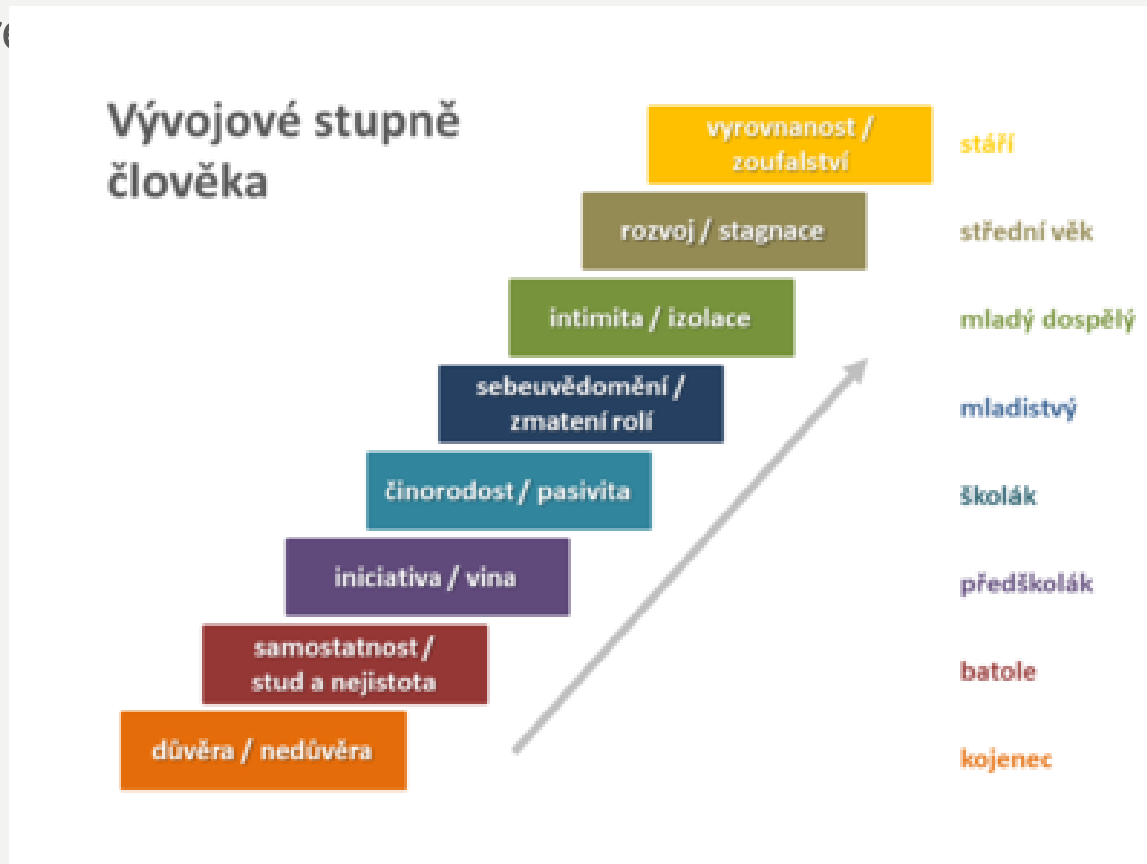 Vývojové stupně
člověka
vyrovnanost /
zoufalství
stáří
rozvoj / stagnace
střední věk
intimita / izolace
mladý dospělý
sebeuvědomění /
zmatení rolí
mladistvý
činorodost / pasivita
školák
iniciativa / vina
předškolák
samostatnost /
stud a nejistota
batole
důvěra / nedůvěra
kojenec